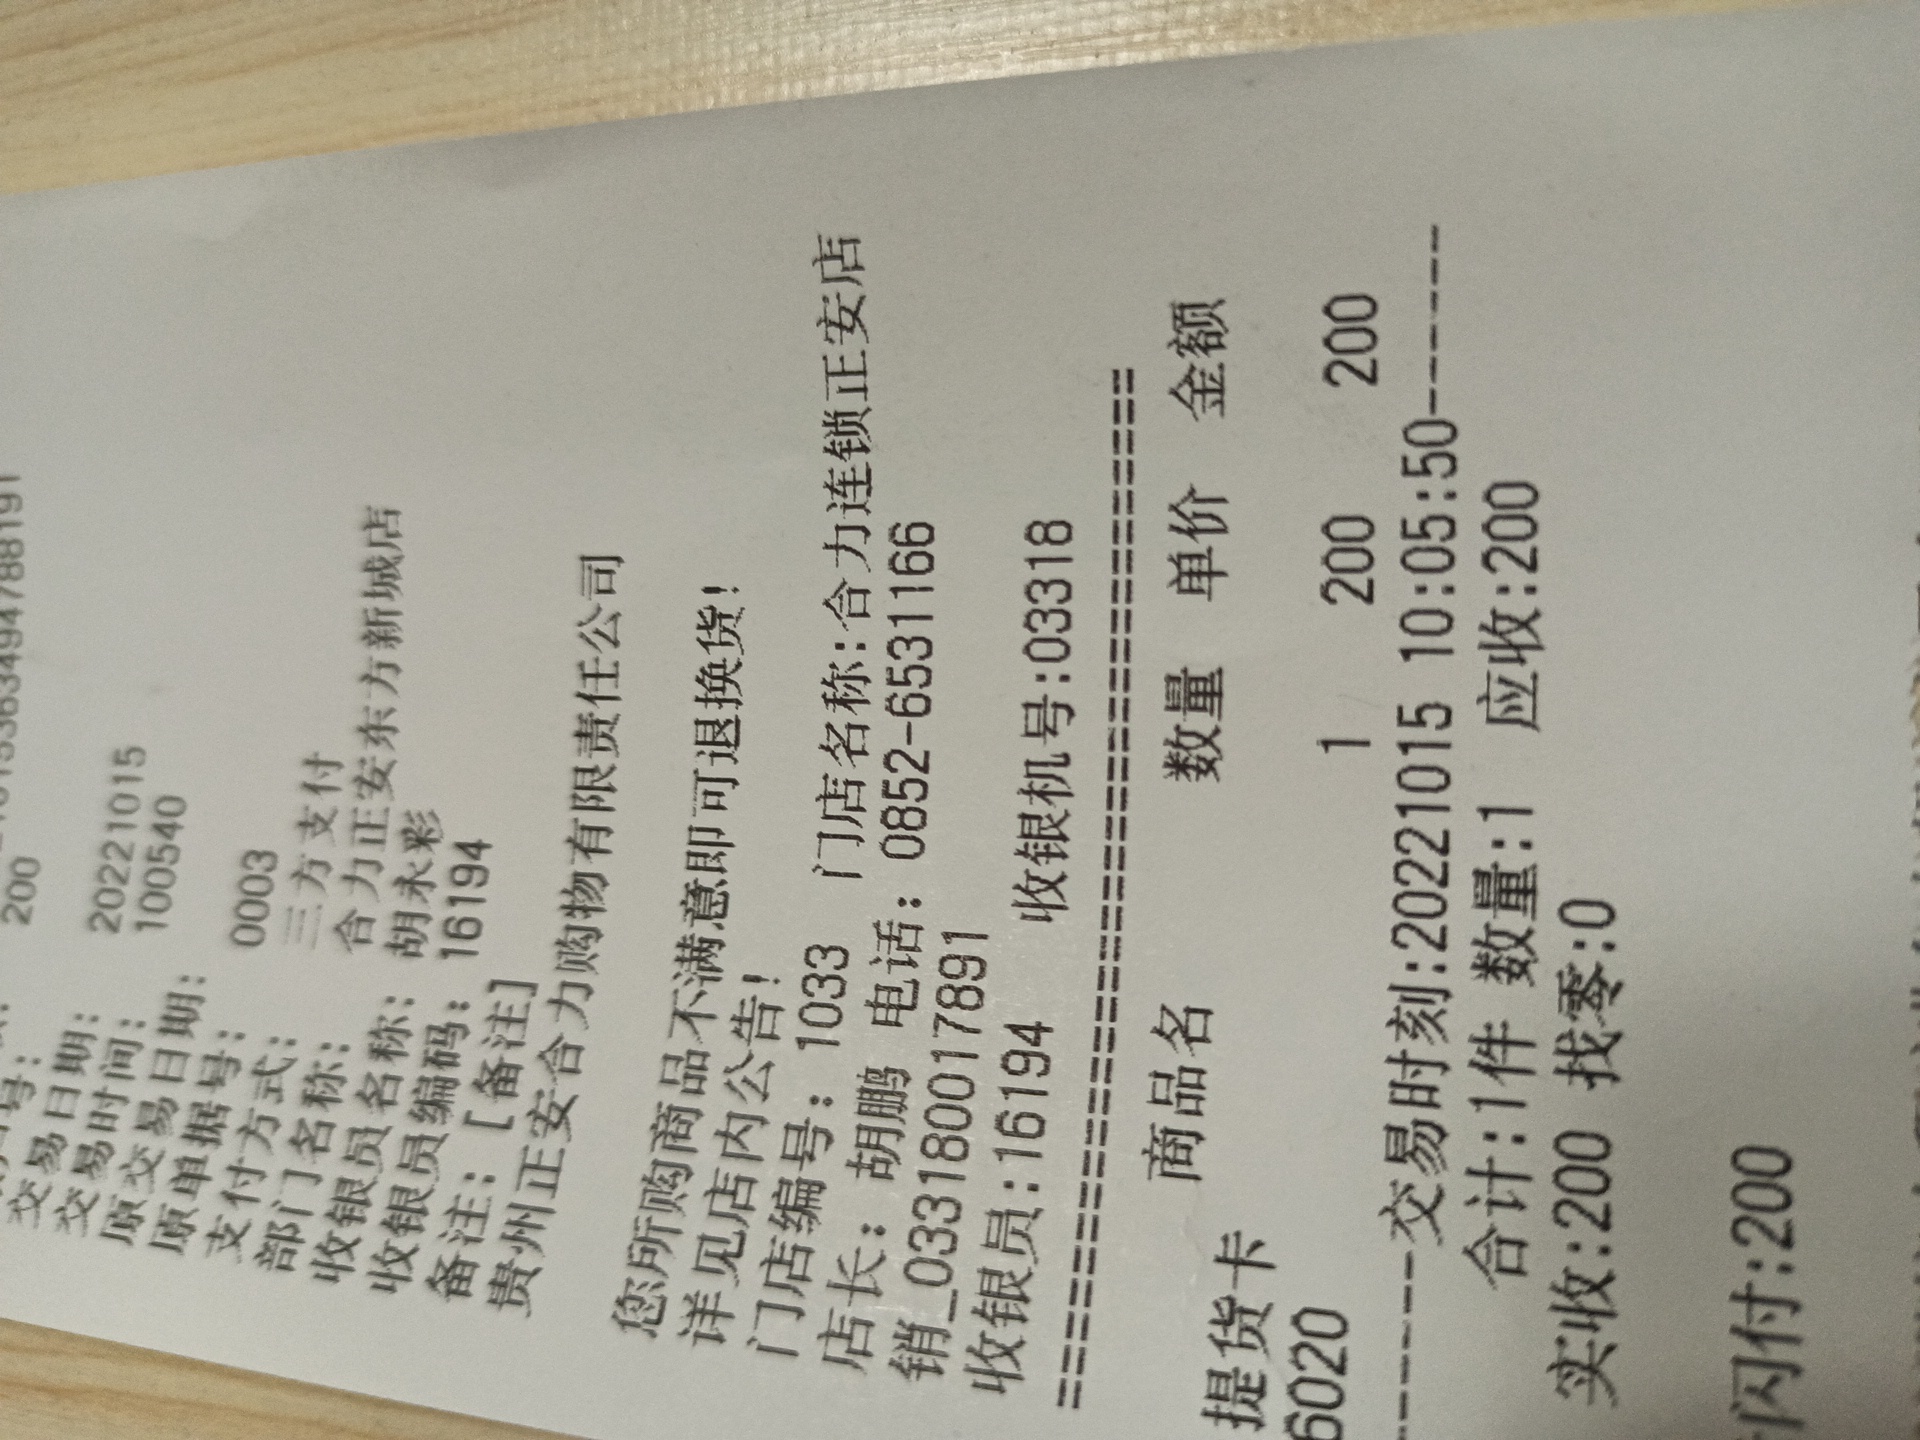 200
交易日期: 20221015
交易时间: 100540
原交易日期:
原单据号: 0003
支付方式: 三方支付
部门名称: 合力正安东方新城店
收银员名称: 胡永彩
收银员编码: 16194
备注: [备注]
贵州正安合力购物有限责任公司
您所购商品不满意即可退换货!
详见店内公告!
门店编号: 1033 门店名称:合力连锁正安店
店长: 胡鹏 电话: 0852-6531166
销_033180017891
收银员:16194 收银机号:03318
商品名 数量 单价 金额
提货卡
6020 1 200 200
-------交易时刻:20221015 10:05:50-------
合计:1件 数量:1 应收:200
实收:200 找零:0
闪付:200